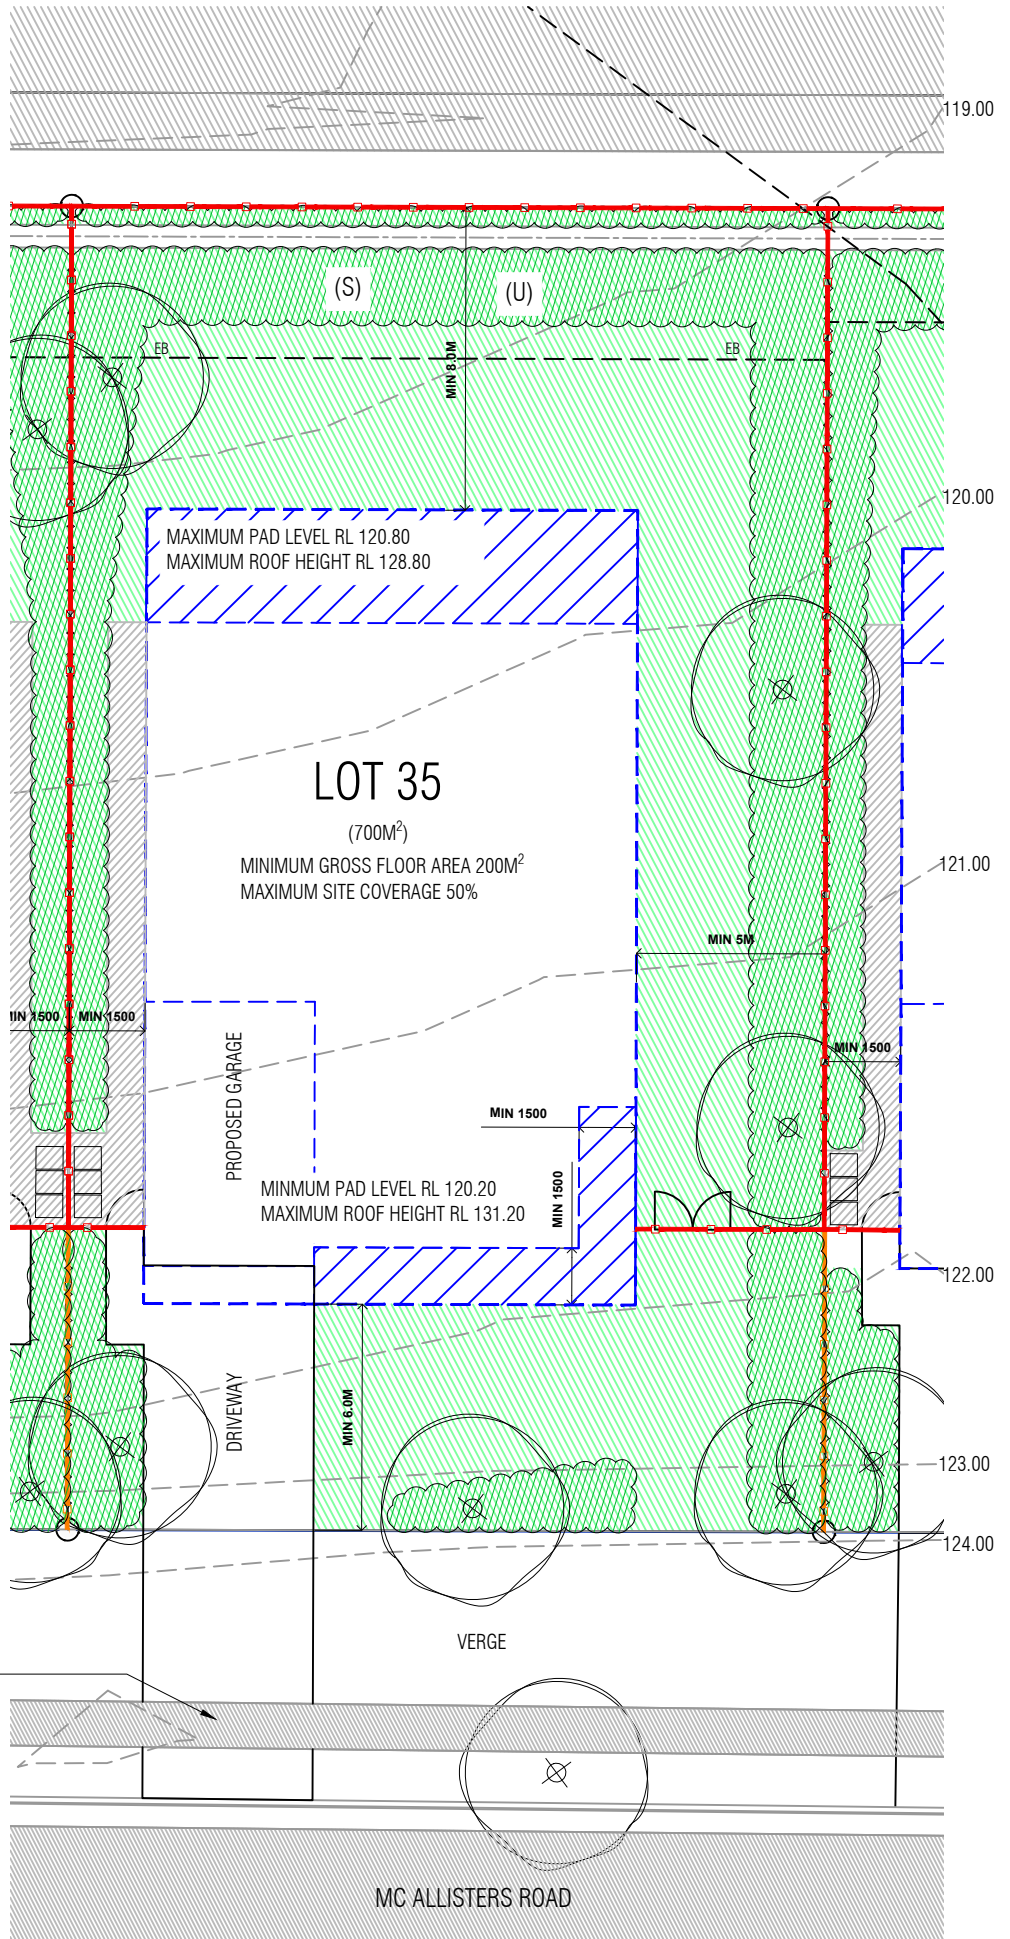 119.00
(S)
(U)
EB
EB
MIN 8.0M
120.00
MAXIMUM PAD LEVEL RL 120.80
MAXIMUM ROOF HEIGHT RL 128.80
LOT 35
(700M²)
MINIMUM GROSS FLOOR AREA 200M²
MAXIMUM SITE COVERAGE 50%
121.00
MIN 5M
MIN 1500
MIN 1500
MIN 1500
PROPOSED GARAGE
MIN 1500
MINMUM PAD LEVEL RL 120.20
MAXIMUM ROOF HEIGHT RL 131.20
MIN 1500
122.00
DRIVEWAY
MIN 6.0M
123.00
124.00
VERGE
MC ALLISTERS ROAD